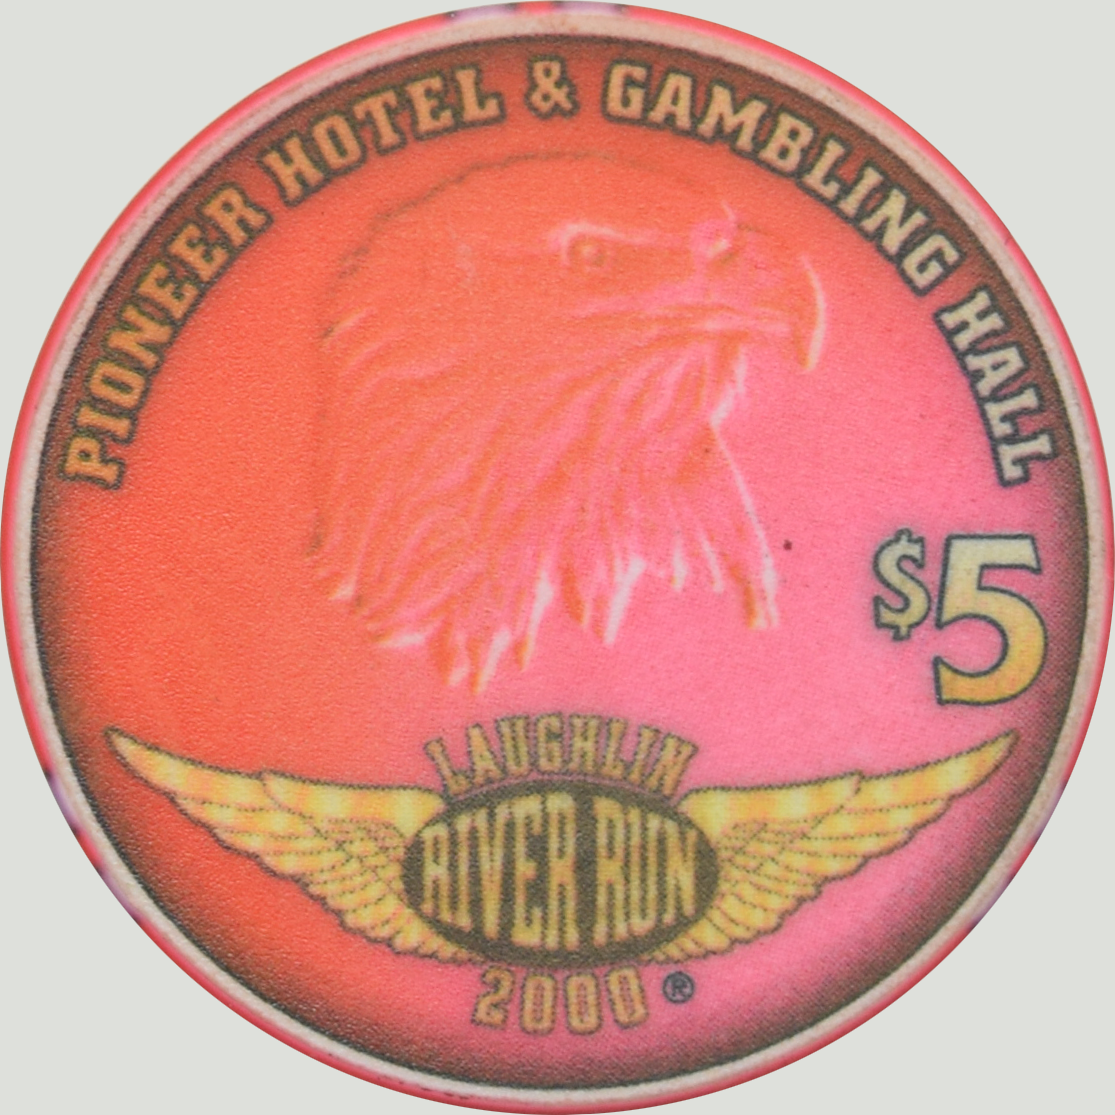 PIONEER HOTEL & GAMBLING HALL
$5
LAUGHLIN
RIVER RUN
2000 ®